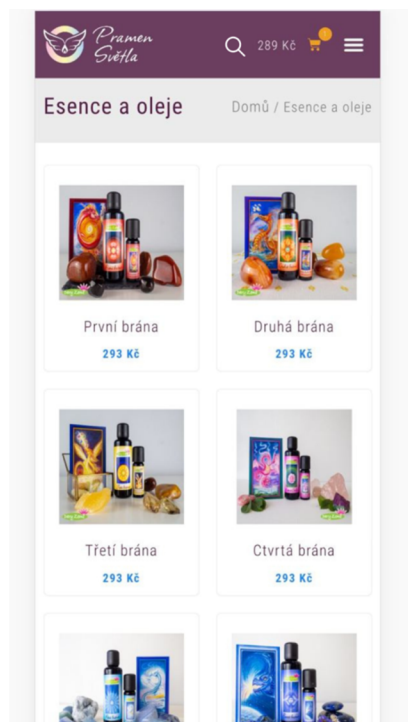 Pramen
Světla
289 Kč
Esence a oleje
Domů / Esence a oleje
První brána
293 Kč
Druhá brána
293 Kč
Třetí brána
293 Kč
Čtvrtá brána
293 Kč